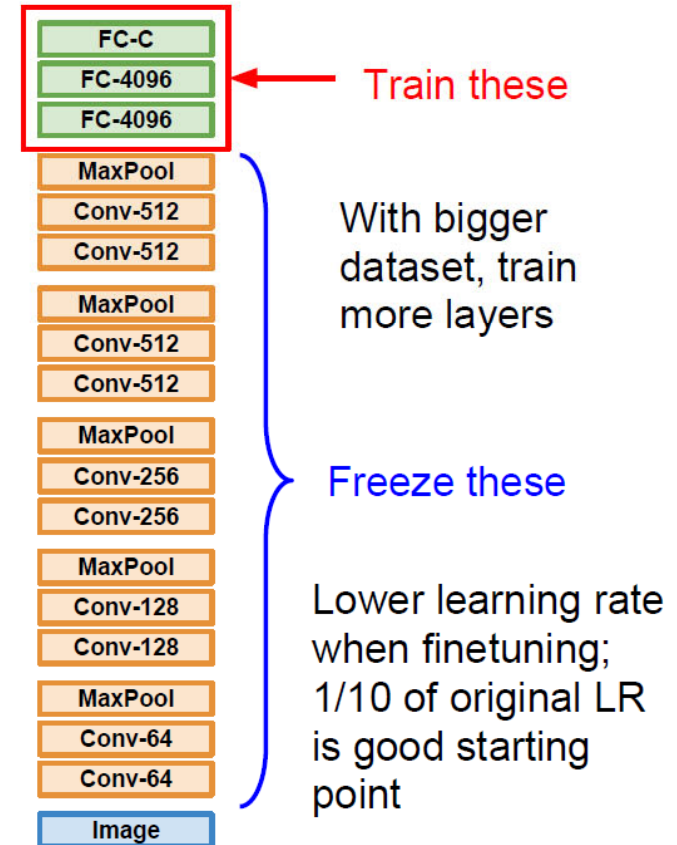 FC-C
FC-4096
FC-4096
Train these
MaxPool
Conv-512
Conv-512
With bigger
dataset, train
more layers
MaxPool
Conv-512
Conv-512
MaxPool
Conv-256
Conv-256
Freeze these
MaxPool
Conv-128
Conv-128
Lower learning rate
when finetuning;
1/10 of original LR
is good starting
point
MaxPool
Conv-64
Conv-64
Image